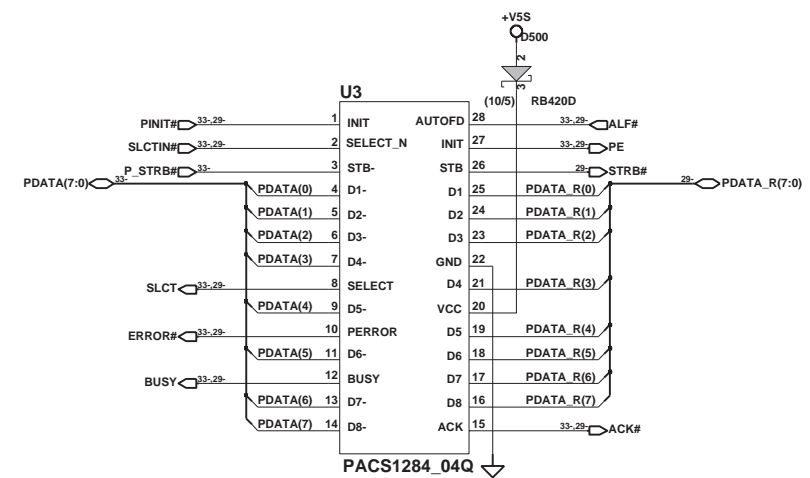 +V5S
D500
2
3
(10/5) RB420D
U3
PINIT# 33-,29- 1 INIT AUTOFD 28 33-,29- ALF#
SLCTIN# 33-,29- 2 SELECT_N INIT 27 33-,29- PE
P_STRB# 33- 3 STB- STB 26 29- STRB#
PDATA(7:0) 33- PDATA(0) 4 D1- D1 25 PDATA_R(0) 29- PDATA_R(7:0)
PDATA(1) 5 D2- D2 24 PDATA_R(1)
PDATA(2) 6 D3- D3 23 PDATA_R(2)
PDATA(3) 7 D4- GND 22
SLCT 33-,29- 8 SELECT D4 21 PDATA_R(3)
PDATA(4) 9 D5- VCC 20
ERROR# 33-,29- 10 PERROR D5 19 PDATA_R(4)
PDATA(5) 11 D6- D6 18 PDATA_R(5)
BUSY 33-,29- 12 BUSY D7 17 PDATA_R(6)
PDATA(6) 13 D7- D8 16 PDATA_R(7)
PDATA(7) 14 D8- ACK 15 33-,29- ACK#
PACS1284_04Q